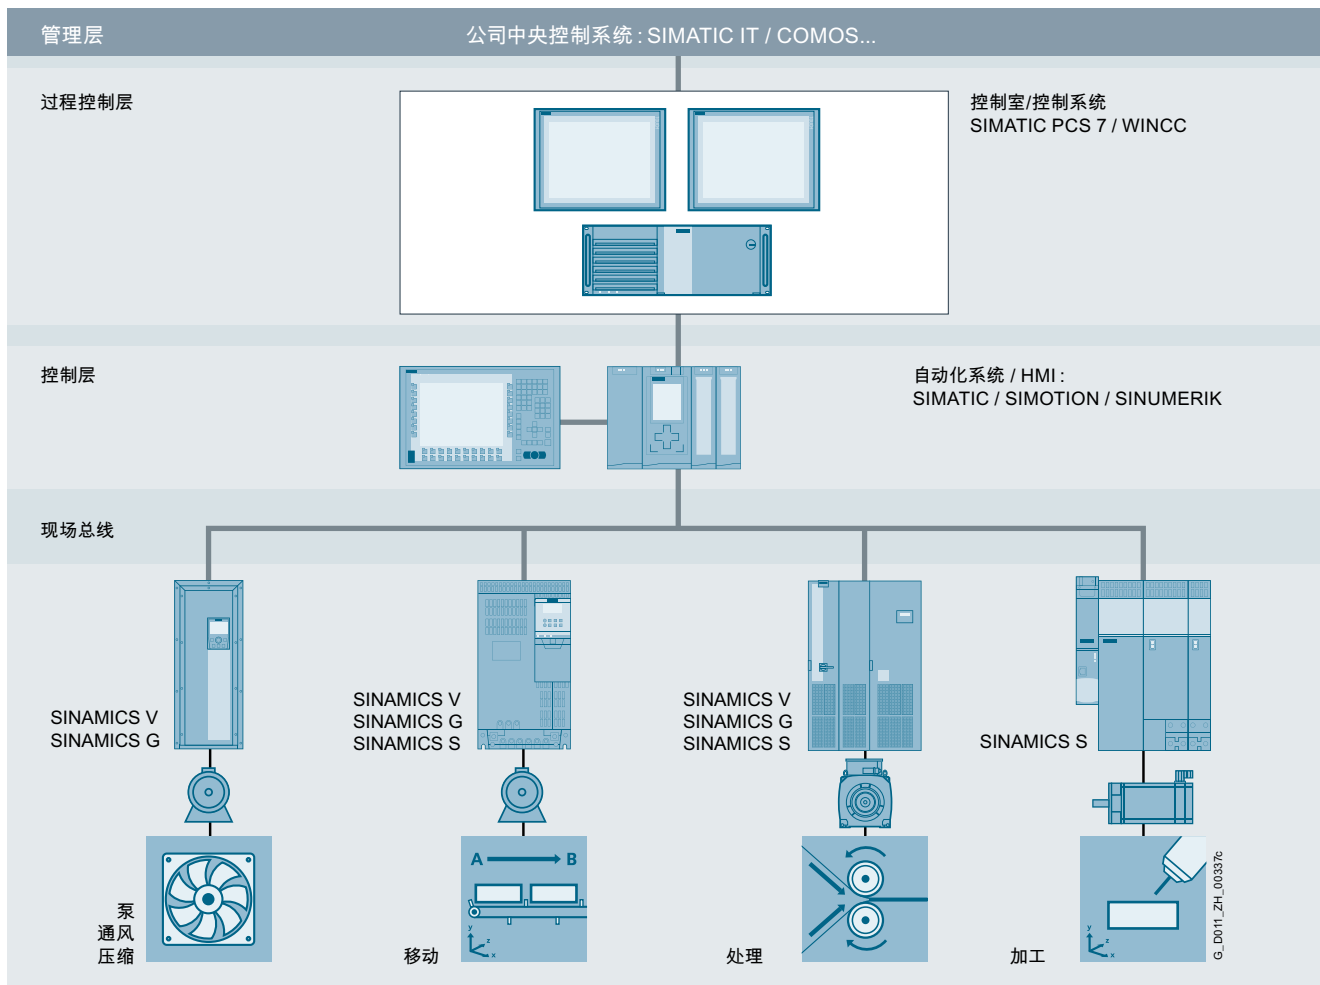 管理层
公司中央控制系统 : SIMATIC IT / COMOS...
过程控制层
控制室/控制系统
SIMATIC PCS 7 / WINCC
控制层
自动化系统 / HMI :
SIMATIC / SIMOTION / SINUMERIK
现场总线
SINAMICS V
SINAMICS G
SINAMICS V
SINAMICS G
SINAMICS S
SINAMICS V
SINAMICS G
SINAMICS S
SINAMICS S
泵
通风
压缩
A B
y
z
x
移动
处理
加工
y
z
x
G_D011_ZH_00337c